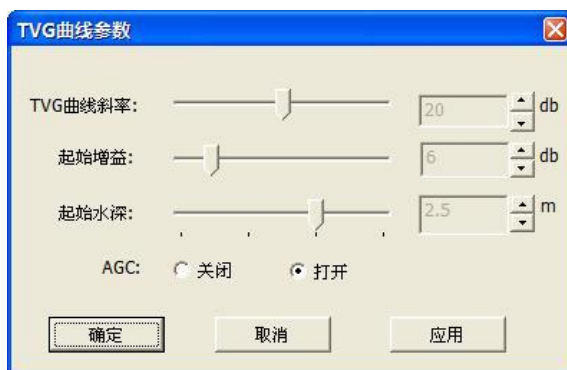 TVG曲线参数
TVG曲线斜率: 20 db
起始增益: 6 db
起始水深: 2.5 m
AGC: 关闭 打开
确定 取消 应用